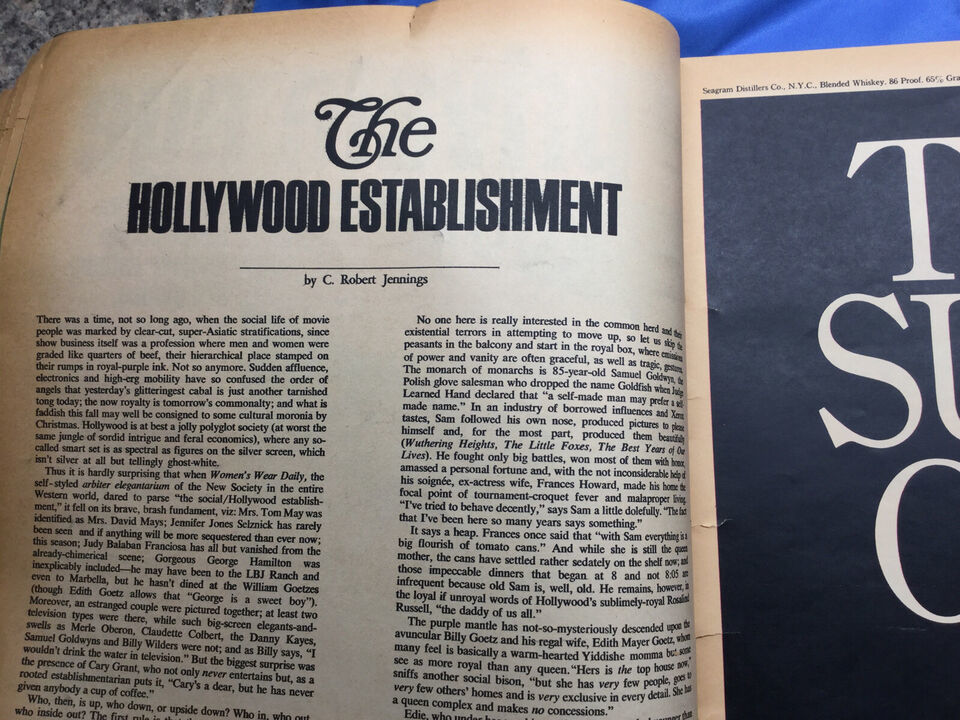 The
HOLLYWOOD ESTABLISHMENT
by C. Robert Jennings
There was a time, not so long ago, when the social life of movie
people was marked by clear-cut, super-Asiatic stratifications, since
show business itself was a profession where men and women were
graded like quarters of beef, their hierarchical place stamped on
their rumps in royal-purple ink. Not so anymore. Sudden affluence,
electronics and high-erg mobility have so confused the order of
angels that yesterday's glitteringest cabal is just another tarnished
tong today; the now royalty is tomorrow's commonalty; and what is
faddish this fall may well be consigned to some cultural moronia by
Christmas. Hollywood is at best a jolly polyglot society (at worst the
same jungle of sordid intrigue and feral economics), where any so-
called smart set is as spectral as figures on the silver screen, which
isn't silver at all but tellingly ghost-white.
Thus it is hardly surprising that when Women's Wear Daily, the
self-styled arbiter elegantarium of the New Society in the entire
Western world, dared to parse "the social/Hollywood establish-
ment," it fell on its brave, brash fundament, viz: Mrs. Tom May was
identified as Mrs. David Mays; Jennifer Jones Selznick has rarely
been seen and if anything will be more sequestered than ever now;
this season; Judy Balaban Franciosa has all but vanished from the
already-chimerical scene; Gorgeous George Hamilton was
inexplicably included—he may have been to the LBJ Ranch and
even to Marbella, but he hasn't dined at the William Goetzes
(though Edith Goetz allows that "George is a sweet boy").
Moreover, an estranged couple were pictured together; at least two
television types were there, while such big-screen elegants-and-
swells as Merle Oberon, Claudette Colbert, the Danny Kayes,
Samuel Goldwyns and Billy Wilders were not; and as Billy says, "I
wouldn't drink the water in television." But the biggest surprise was
the presence of Cary Grant, who not only never entertains but, as a
rooted establishmentarian puts it, "Cary's a dear, but he has never
given anybody a cup of coffee."
Who, then, is up, who down, or upside down? Who in, who out
who inside out? The first rule is
No one here is really interested in the common herd and their
existential terrors in attempting to move up, so let us skip the
peasants in the balcony and start in the royal box, where emissions
of power and vanity are often graceful, as well as tragic, gestures.
The monarch of monarchs is 85-year-old Samuel Goldwyn, the
Polish glove salesman who dropped the name Goldfish when Judge
Learned Hand declared that "a self-made man may prefer a self-
made name." In an industry of borrowed influences and Xerox
tastes, Sam followed his own nose, produced pictures to please
himself and, for the most part, produced them beautifully
(Wuthering Heights, The Little Foxes, The Best Years of Our
Lives). He fought only big battles, won most of them with honor,
amassed a personal fortune and, with the not inconsiderable help of
his soignée, ex-actress wife, Frances Howard, made his home the
focal point of tournament-croquet fever and malaproper living.
"I've tried to behave decently," says Sam a little dolefully. "The fact
that I've been here so many years says something."
It says a heap. Frances once said that "with Sam everything is a
big flourish of tomato cans." And while she is still the queen
mother, the cans have settled rather sedately on the shelf now; and
those impeccable dinners that began at 8 and not 8:05 are
infrequent because old Sam is, well, old. He remains, however, in
the loyal if unroyal words of Hollywood's sublimely-royal Rosalind
Russell, "the daddy of us all."
The purple mantle has not-so-mysteriously descended upon the
avuncular Billy Goetz and his regal wife, Edith Mayer Goetz, whom
many feel is basically a warm-hearted Yiddishe momma but some
see as more royal than any queen. "Hers is the top house now,"
sniffs another social bison, "but she has very few people, goes to
very few others' homes and is very exclusive in every detail. She has
a queen complex and makes no concessions."
Edie, who under
Seagram Distillers Co., N.Y.C., Blended Whiskey. 86 Proof. 65% Gra
T
SU